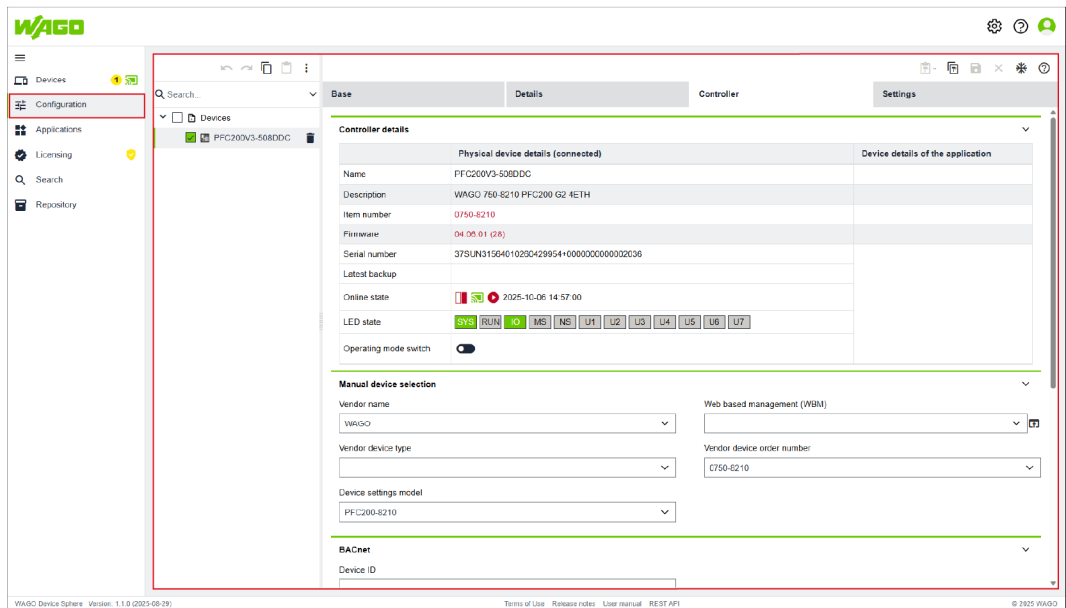 WAGO
Devices 1
Configuration
Applications
Licensing
Search
Repository
Search...
Devices
PFC200V3-508DDC
Base Details Controller Settings
Controller details
Physical device details (connected) Device details of the application
Name PFC200V3-508DDC
Description WAGO 750-8210 PFC200 G2 4ETH
Item number 0750-8210
Firmware 04.06.01 (28)
Serial number 37SUN31564010260429954+0000000000002036
Latest backup
Online state 2025-10-06 14:57:00
LED state SYS RUN IO MS NS U1 U2 U3 U4 U5 U6 U7
Operating mode switch
Manual device selection
Vendor name Web based management (WBM)
WAGO
Vendor device type Vendor device order number
0750-8210
Device settings model
PFC200-8210
BACnet
Device ID
WAGO Device Sphere Version: 1.1.0 (2025-08-29) Terms of Use Release notes User manual REST API © 2025 WAGO